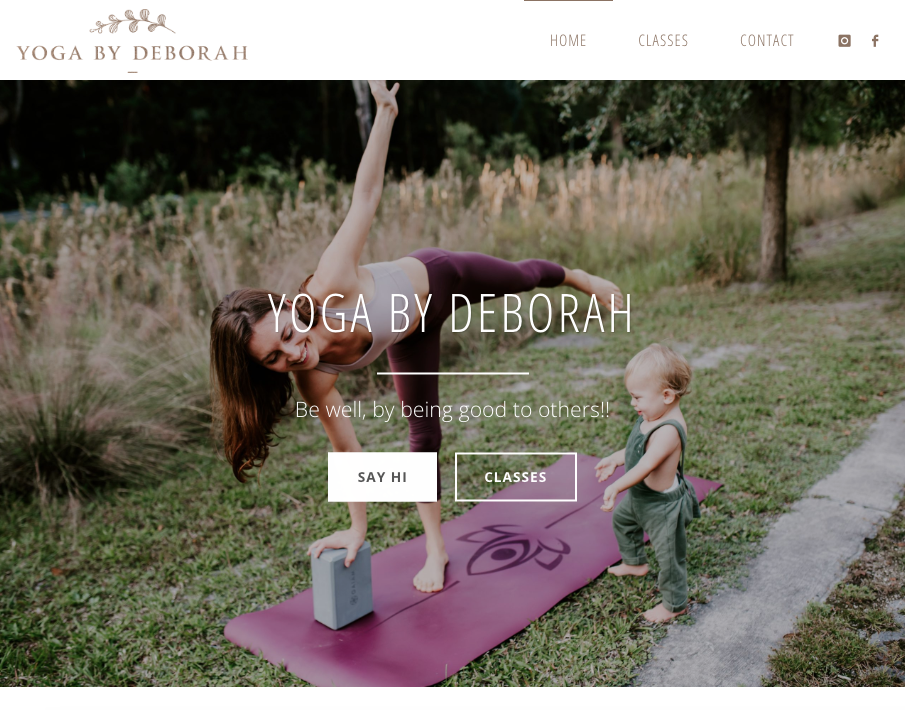 YOGA BY DEBORAH
HOME
CLASSES
CONTACT
YOGA BY DEBORAH
Be well, by being good to others!!
SAY HI
CLASSES